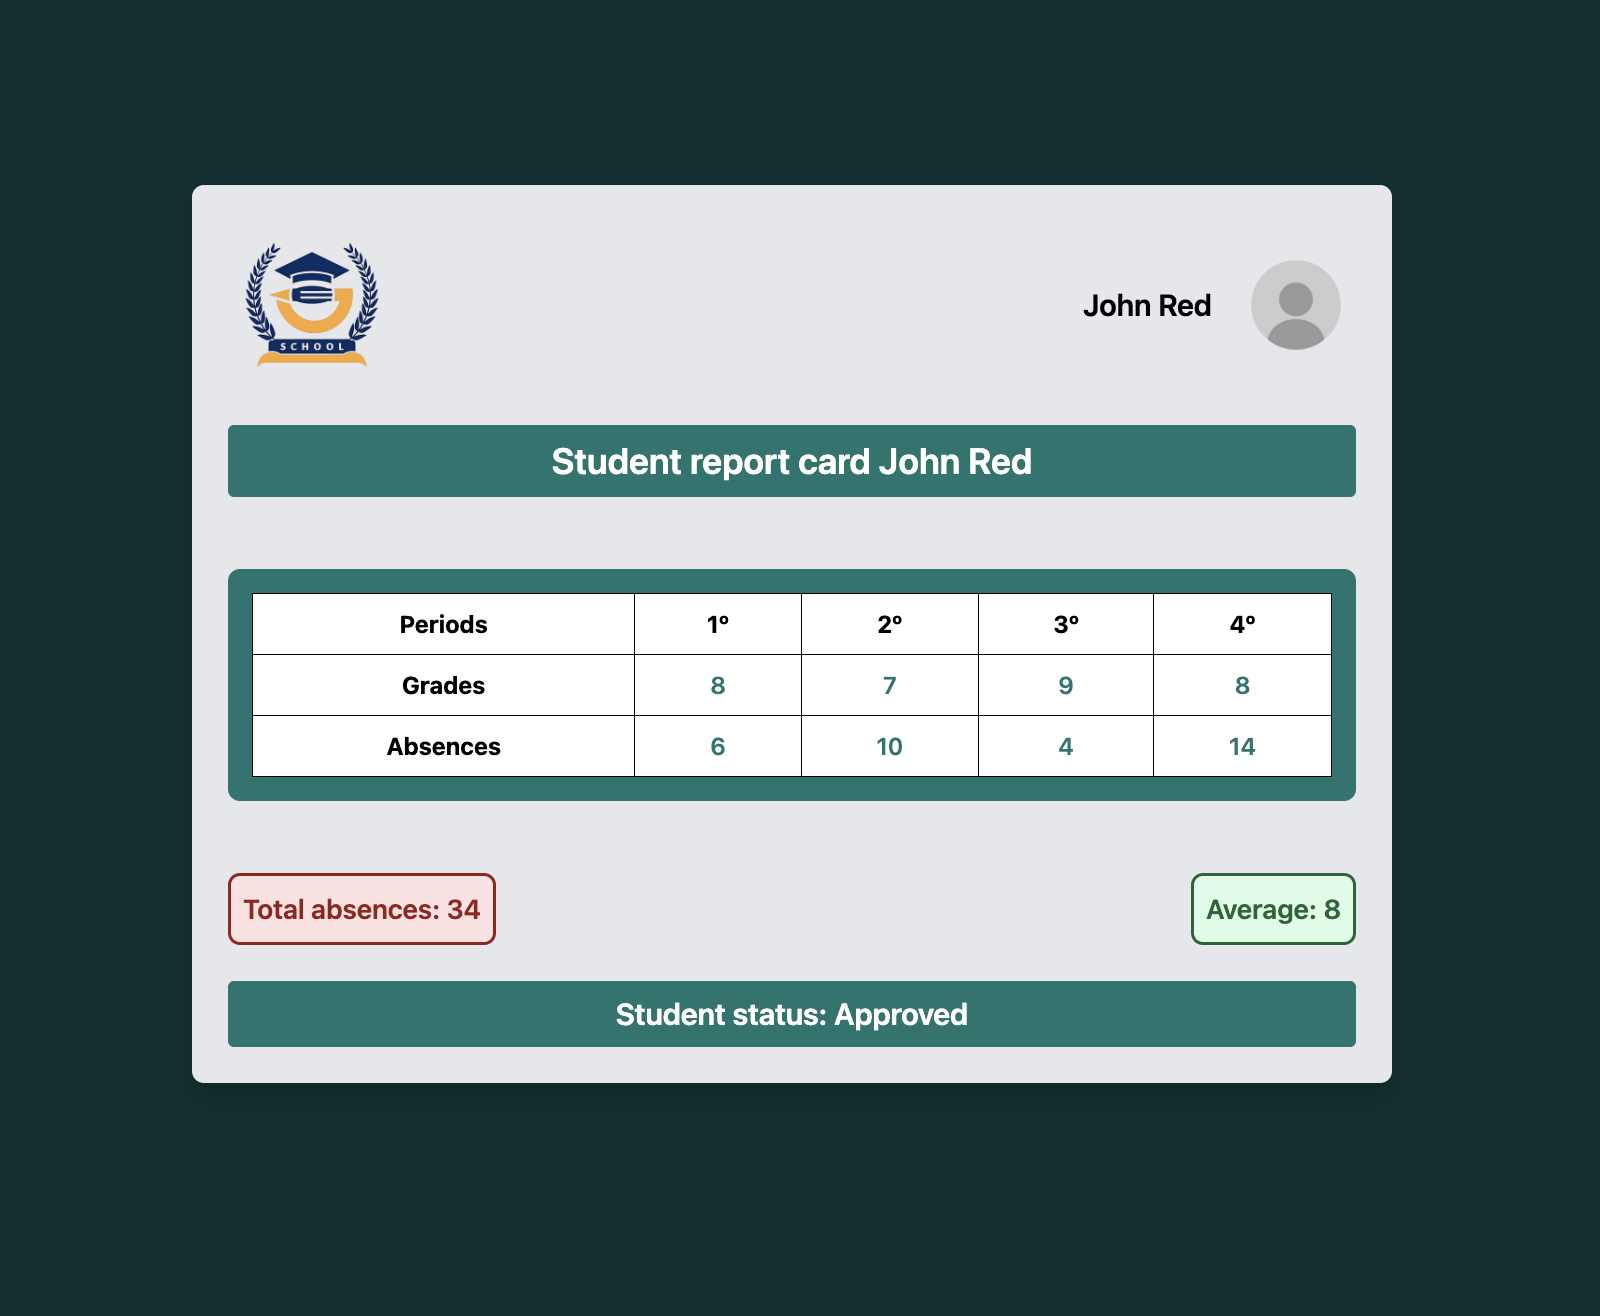 SCHOOL
John Red
Student report card John Red
Periods 1º 2º 3º 4º
Grades 8 7 9 8
Absences 6 10 4 14
Total absences: 34
Average: 8
Student status: Approved